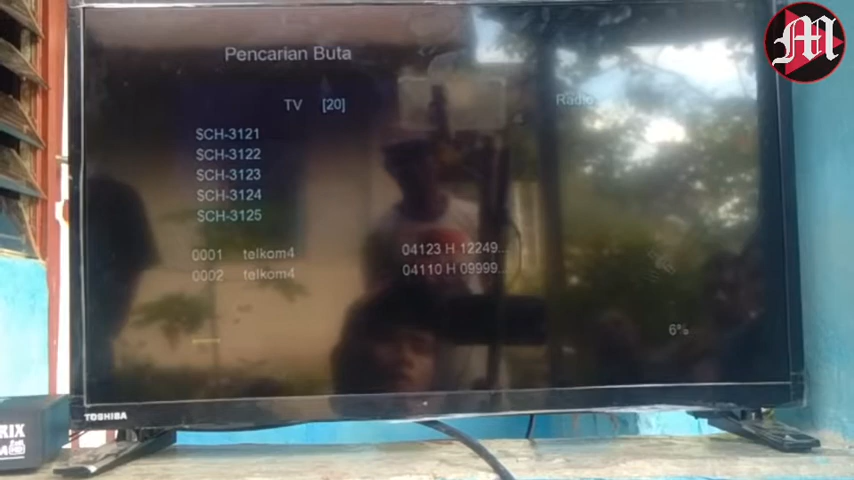 Pencarian Buta
TV [20]
Radio
SCH-3121
SCH-3122
SCH-3123
SCH-3124
SCH-3125
0001 telkom4 04123 H 12249...
0002 telkom4 04110 H 09999...
6%
TOSHIBA
RIX
M